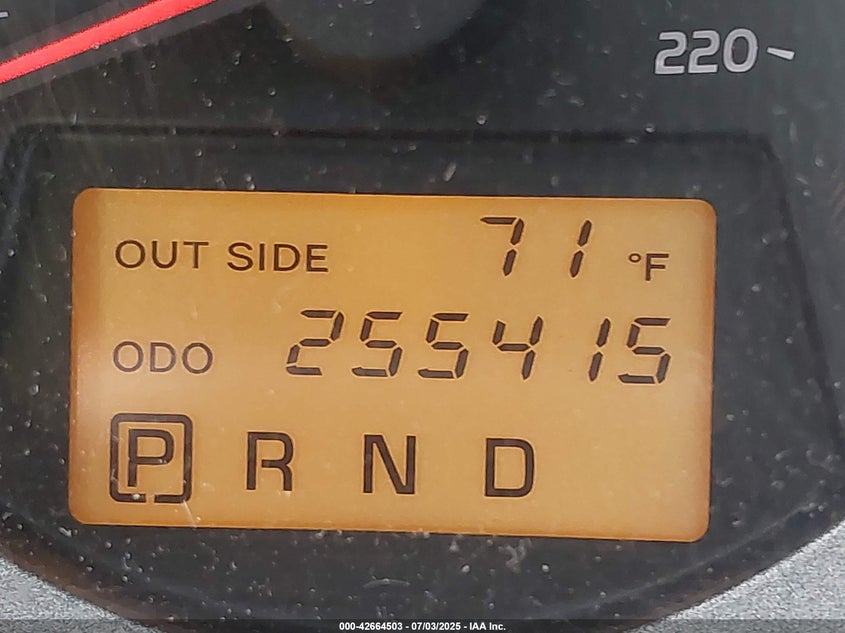 220
OUT SIDE 71 °F
ODO 255415
P R N D
000-42664503 - 07/03/2025 - IAA Inc.